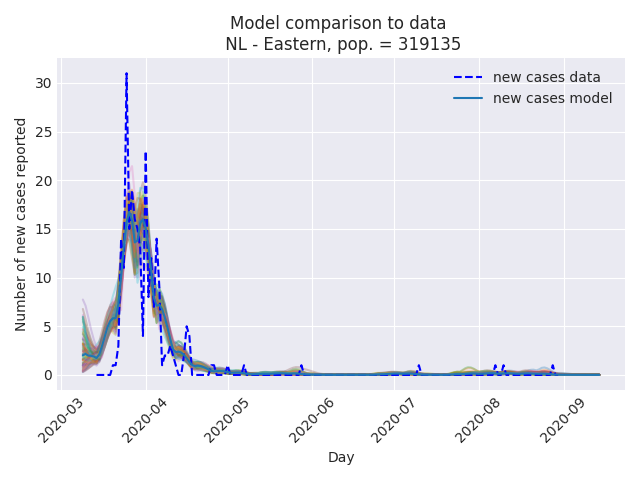 Model comparison to data
NL - Eastern, pop. = 319135
new cases data
new cases model
Number of new cases reported
30
25
20
15
10
5
0
2020-03
2020-04
2020-05
2020-06
2020-07
2020-08
2020-09
Day